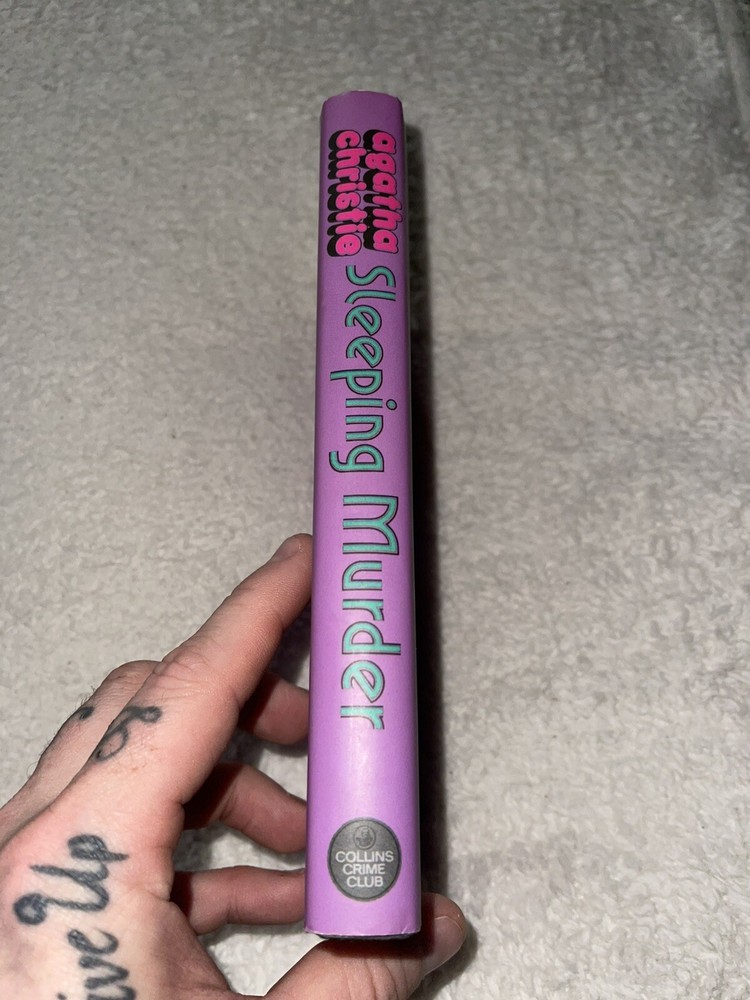 agatha
christie
Sleeping Murder
COLLINS
CRIME
CLUB
ive Up